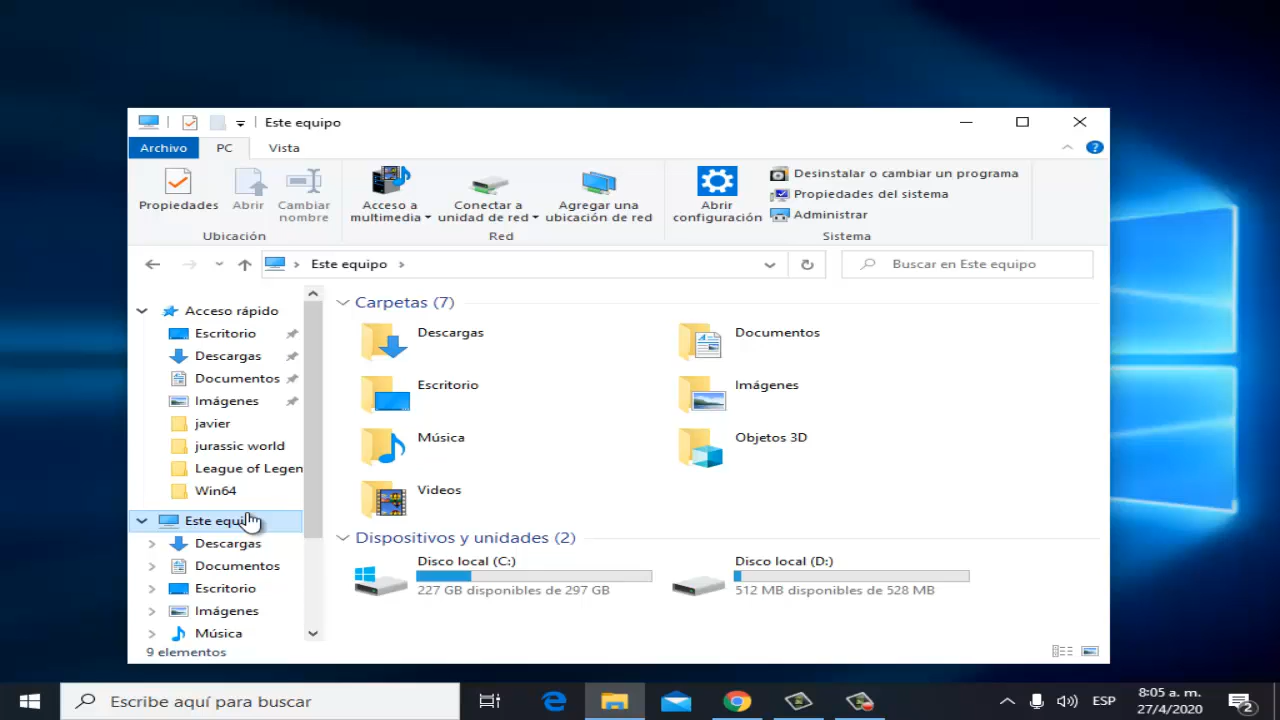 Este equipo
Archivo
PC
Vista
Propiedades
Abrir
Cambiar
nombre
Ubicación
Acceso a
multimedia
Conectar a
unidad de red
Agregar una
ubicación de red
Red
Abrir
configuración
Desinstalar o cambiar un programa
Propiedades del sistema
Administrar
Sistema
Este equipo
Buscar en Este equipo
Acceso rápido
Escritorio
Descargas
Documentos
Imágenes
javier
jurassic world
League of Legen
Win64
Este equi
Descargas
Documentos
Escritorio
Imágenes
Música
Carpetas (7)
Descargas
Documentos
Escritorio
Imágenes
Música
Objetos 3D
Videos
Dispositivos y unidades (2)
Disco local (C:)
227 GB disponibles de 297 GB
Disco local (D:)
512 MB disponibles de 528 MB
9 elementos
Escribe aquí para buscar
ESP
8:05 a. m.
27/4/2020
2